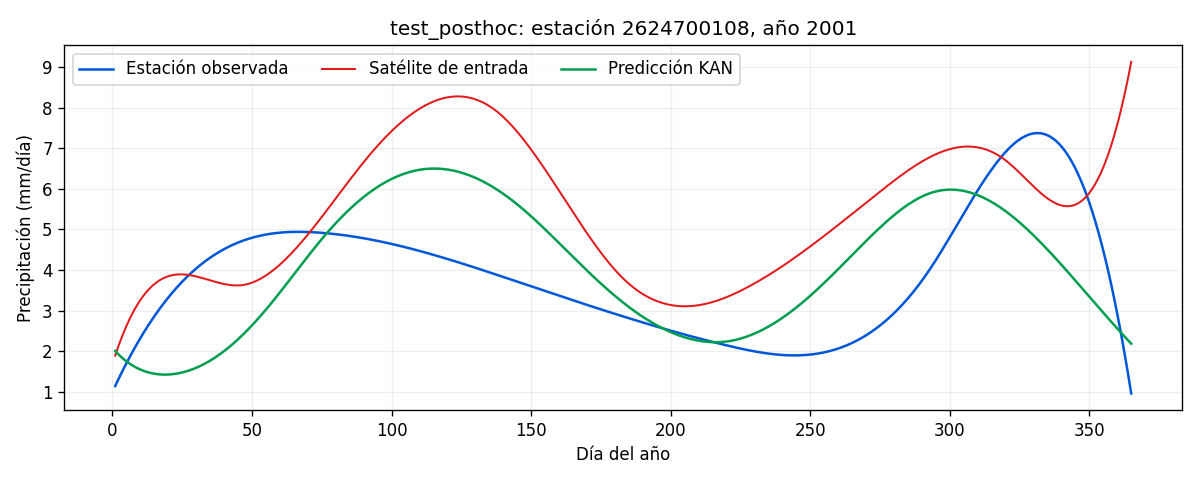 test_posthoc: estación 2624700108, año 2001
Estación observada
Satélite de entrada
Predicción KAN
Precipitación (mm/día)
9
8
7
6
5
4
3
2
1
0
50
100
150
200
250
300
350
Día del año